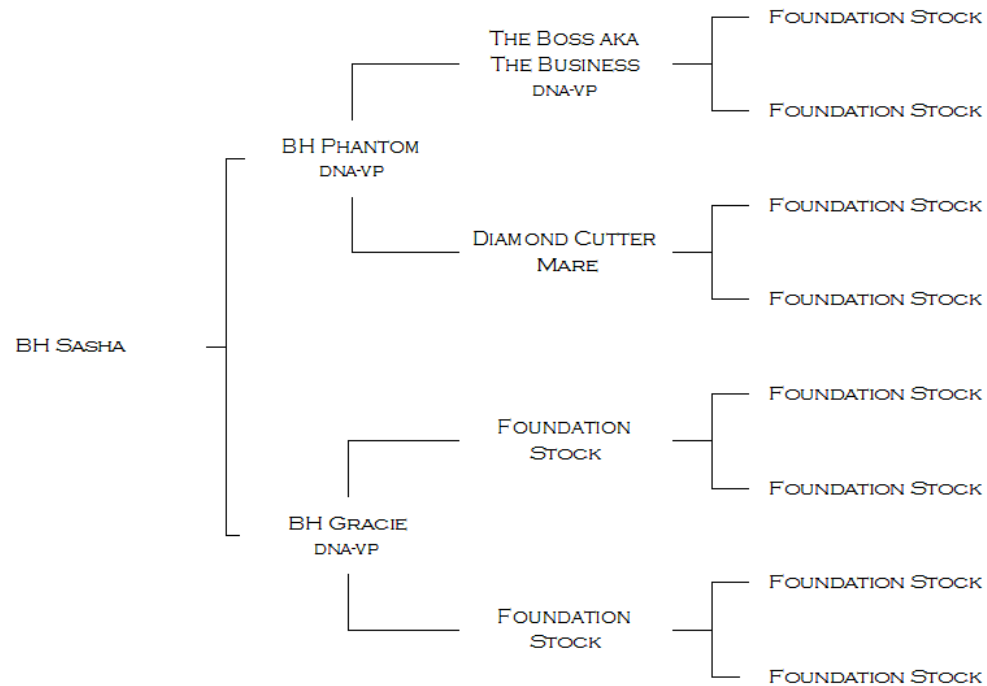 Foundation Stock
The Boss aka
The Business
DNA-VP
Foundation Stock
BH Phantom
DNA-VP
Foundation Stock
Diamond Cutter
Mare
Foundation Stock
BH Sasha
Foundation Stock
Foundation
Stock
Foundation Stock
BH Gracie
DNA-VP
Foundation Stock
Foundation
Stock
Foundation Stock